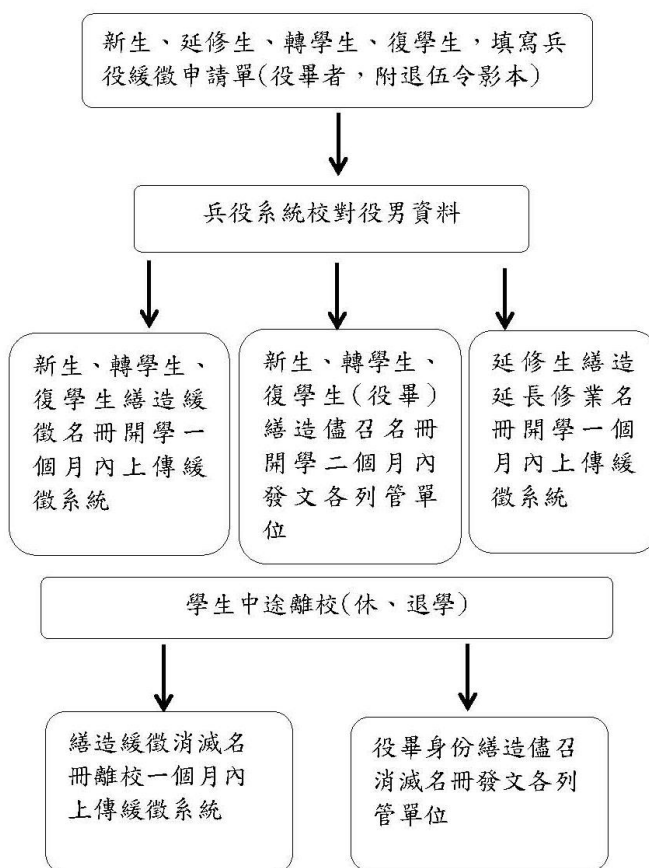 新生、延修生、轉學生、復學生，填寫兵
役緩徵申請單(役畢者，附退伍令影本)
兵役系統校對役男資料
新生、轉學生、
復學生繕造緩
徵名冊開學一
個月內上傳緩
徵系統
新生、轉學生、
復學生(役畢)
繕造儘召名冊
開學二個月內
發文各列管單
位
延修生繕造
延長修業名
冊開學一個
月內上傳緩
徵系統
學生中途離校(休、退學)
繕造緩徵消滅名
冊離校一個月內
上傳緩徵系統
役畢身份繕造儘召
消滅名冊發文各列
管單位